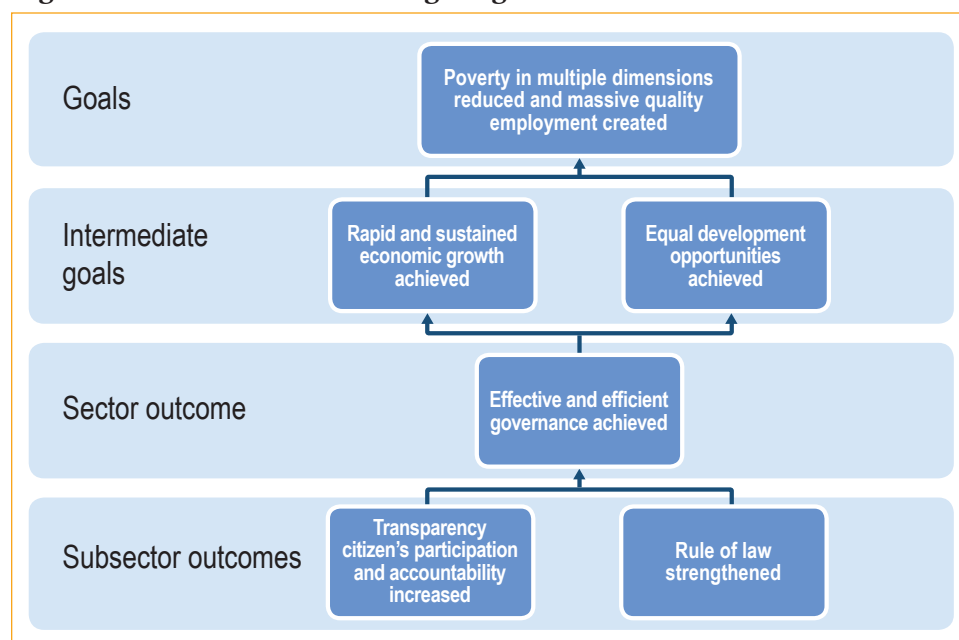 Goals
Poverty in multiple dimensions
reduced and massive quality
employment created
Intermediate
goals
Rapid and sustained
economic growth
achieved
Equal development
opportunities
achieved
Sector outcome
Effective and efficient
governance achieved
Subsector outcomes
Transparency
citizen's participation
and accountability
increased
Rule of law
strengthened